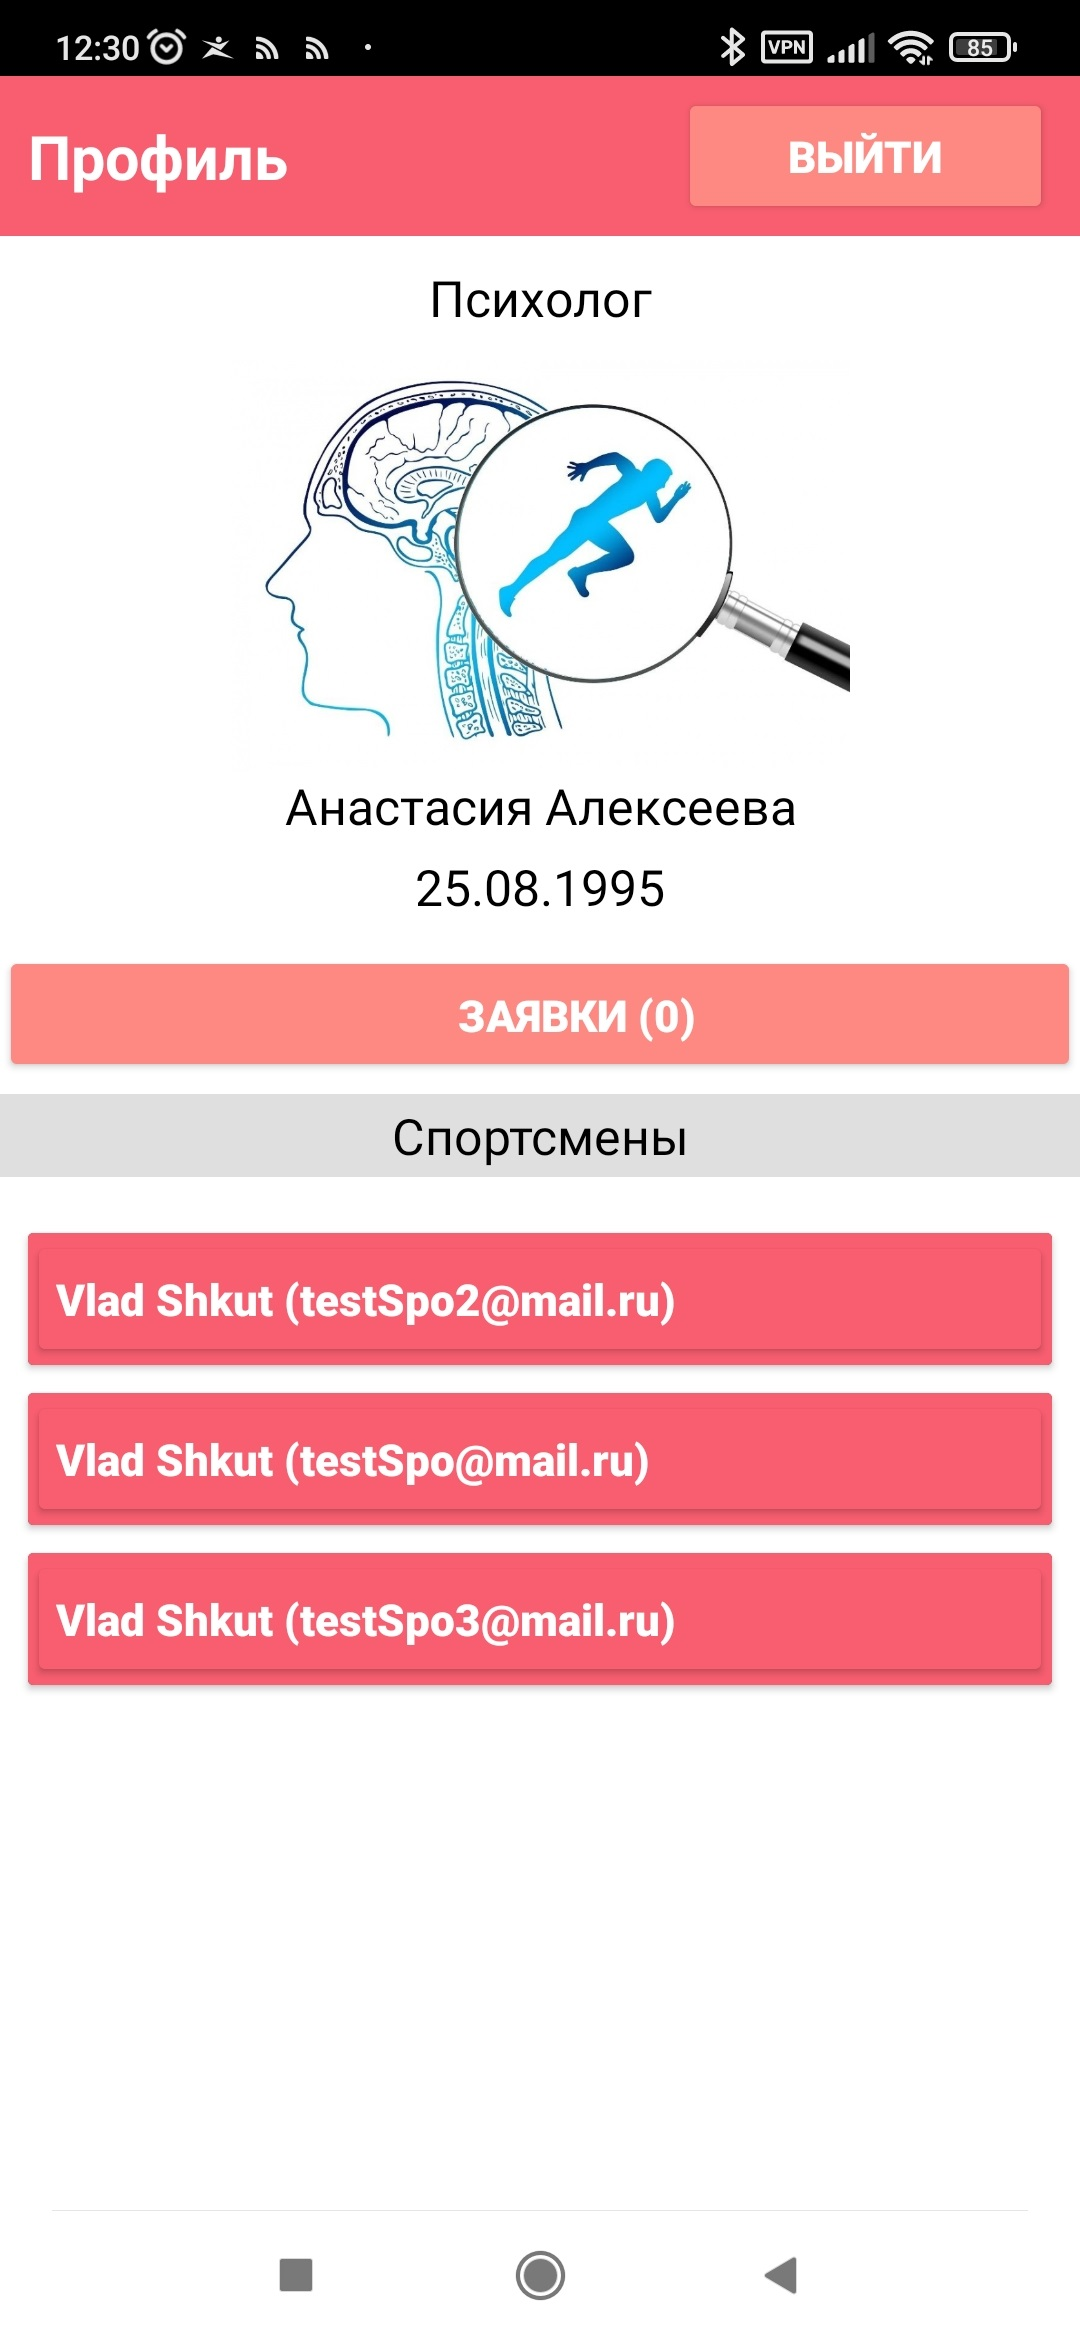 12:30
VPN
85
Профиль
ВЫЙТИ
Психолог
Анастасия Алексеева
25.08.1995
ЗАЯВКИ (0)
Спортсмены
Vlad Shkut (testSpo2@mail.ru)
Vlad Shkut (testSpo@mail.ru)
Vlad Shkut (testSpo3@mail.ru)